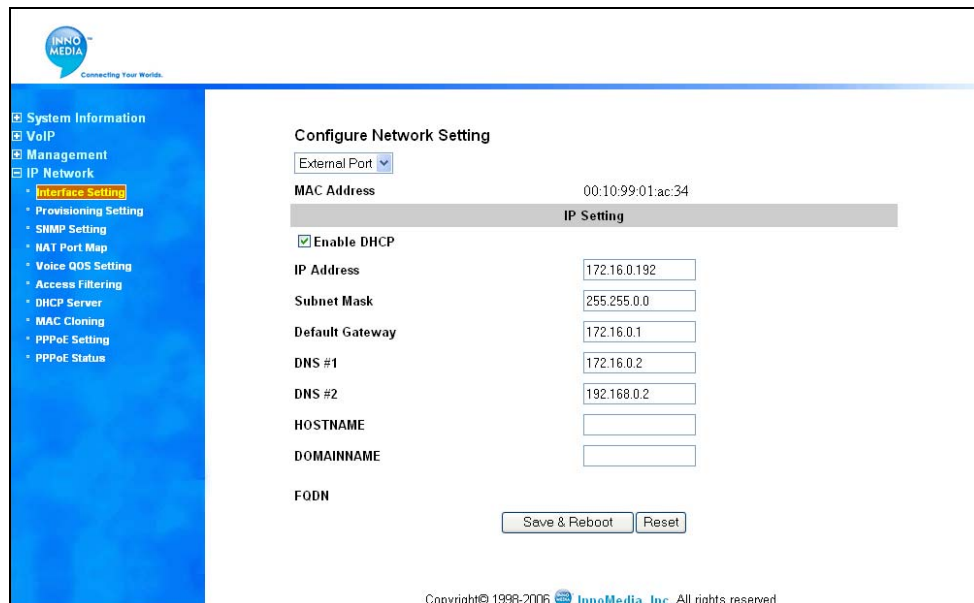 INNO
MEDIA
™
Connecting Your Worlds.
System Information
VoIP
Management
IP Network
Interface Setting
Provisioning Setting
SNMP Setting
NAT Port Map
Voice QOS Setting
Access Filtering
DHCP Server
MAC Cloning
PPPoE Setting
PPPoE Status
Configure Network Setting
External Port
MAC Address 00:10:99:01:ac:34
IP Setting
Enable DHCP
IP Address 172.16.0.192
Subnet Mask 255.255.0.0
Default Gateway 172.16.0.1
DNS #1 172.16.0.2
DNS #2 192.168.0.2
HOSTNAME
DOMAINNAME
FQDN
Save & Reboot Reset
Copyright© 1998-2006 InnoMedia, Inc. All rights reserved